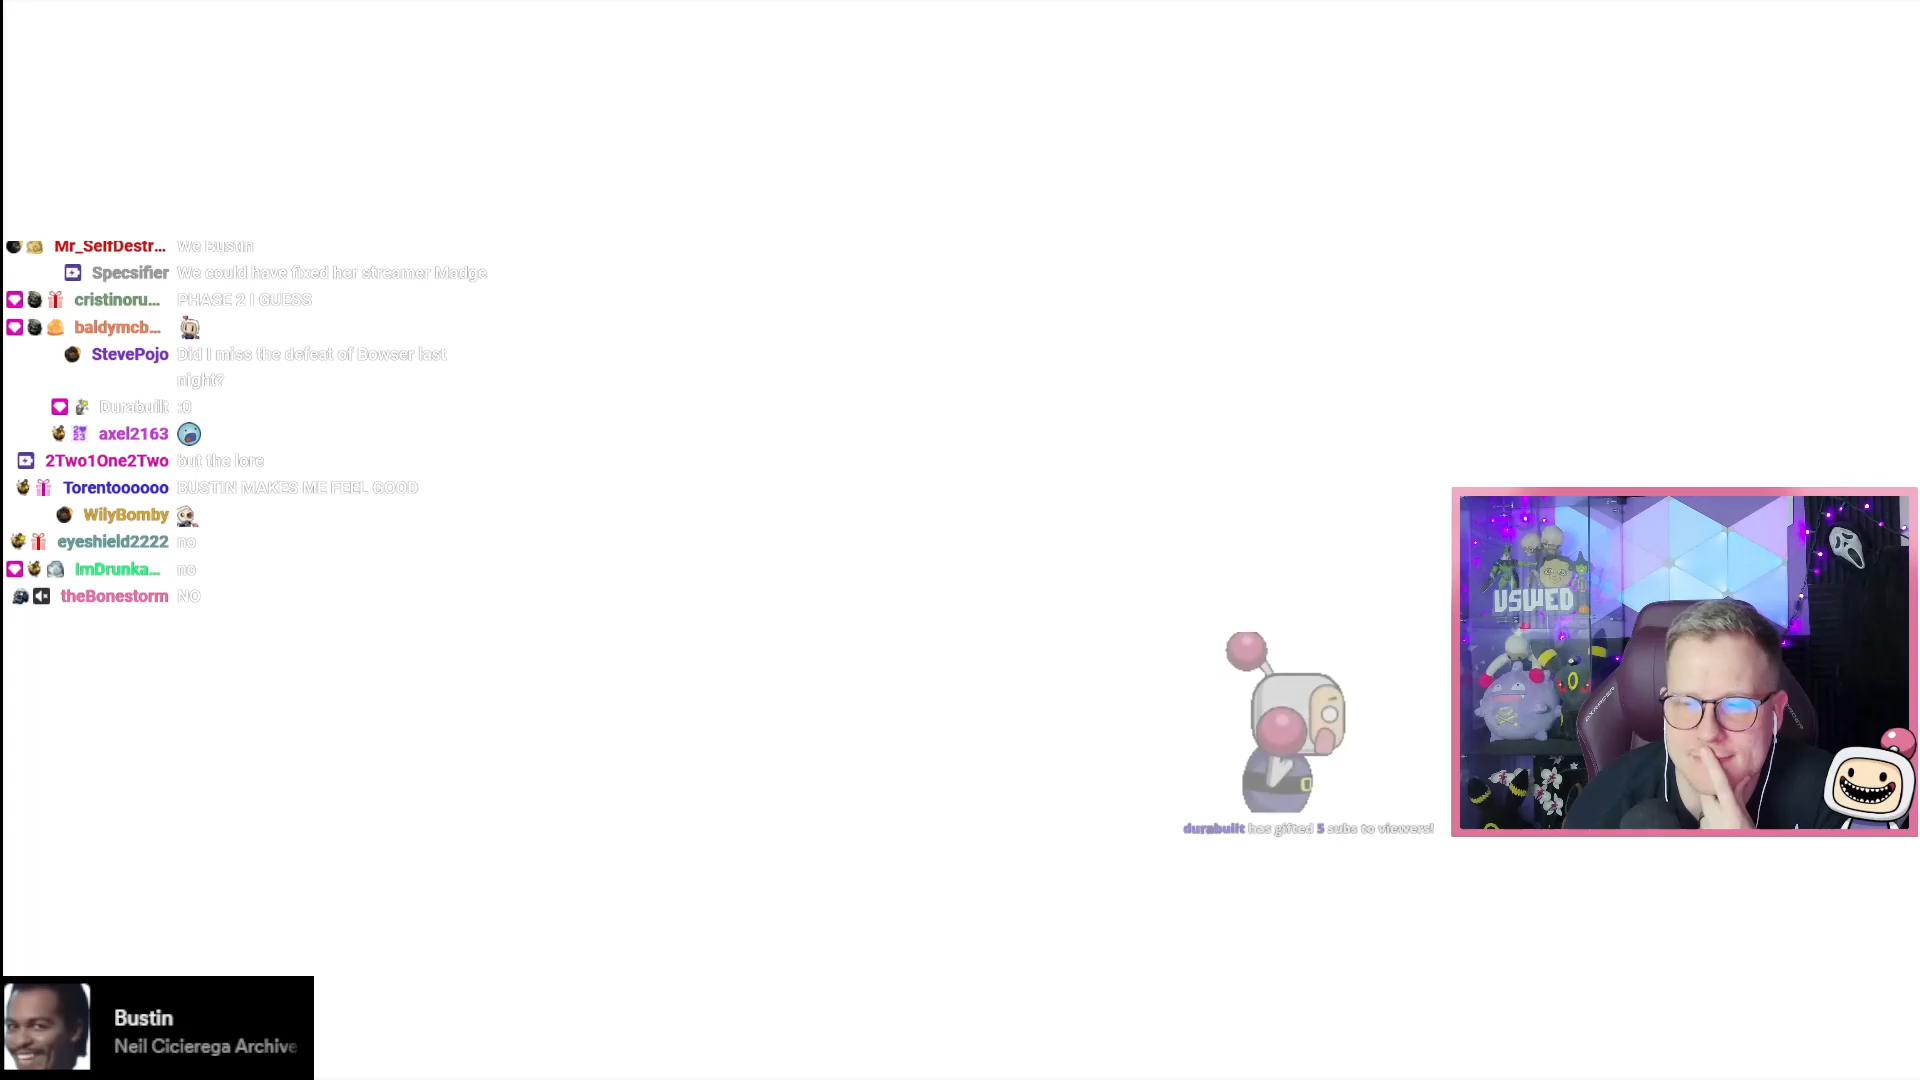 Mr_SelfDestr... We Bustin
Specsifier We could have fixed her streamer Madge
cristinoru... PHASE 2 I GUESS
baldymcb...
StevePojo Did I miss the defeat of Bowser last
night?
Durabuilt :O
axel2163
2Two1One2Two but the lore
Torentoooooo BUSTIN MAKES ME FEEL GOOD
WilyBomby
eyeshield2222 no
ImDrunka... no
theBonestorm NO
USWED
durabuilt has gifted 5 subs to viewers!
Bustin
Neil Cicierega Archive